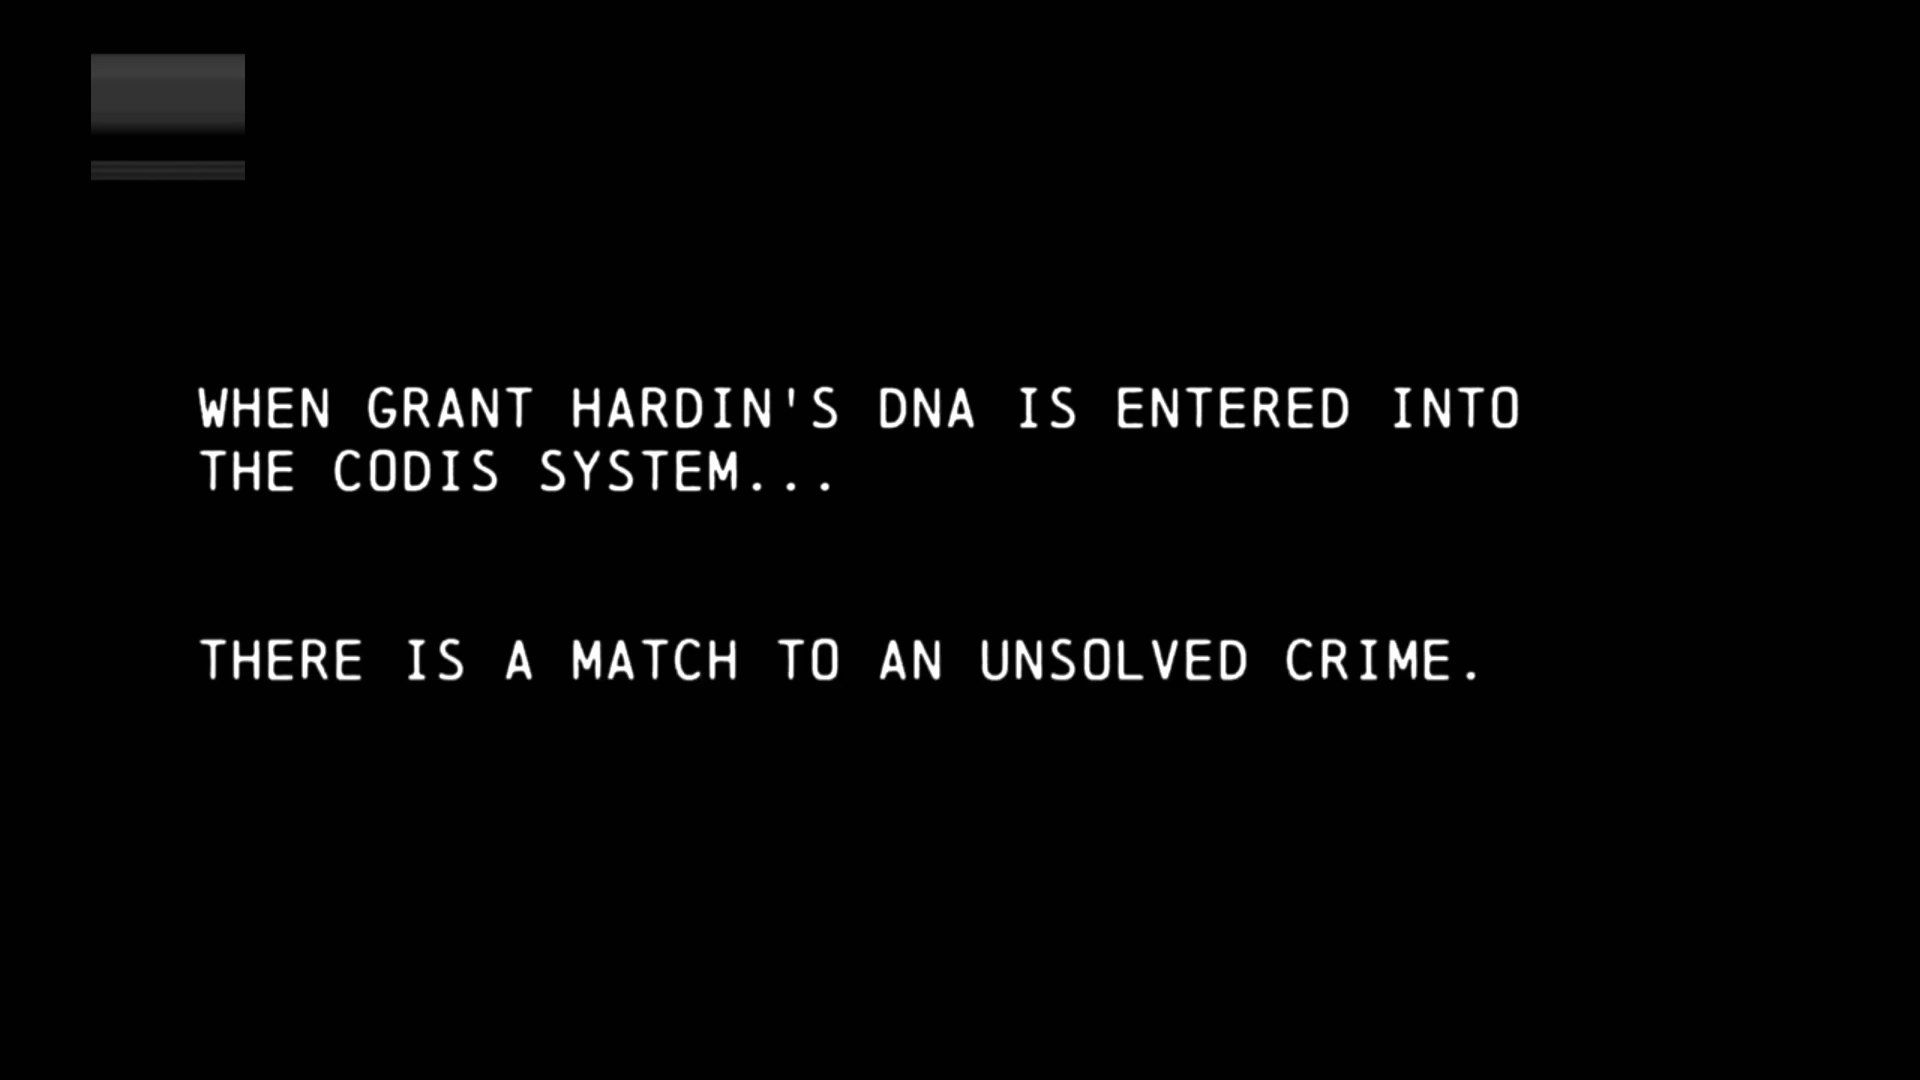 WHEN GRANT HARDIN'S DNA IS ENTERED INTO
THE CODIS SYSTEM...
THERE IS A MATCH TO AN UNSOLVED CRIME.